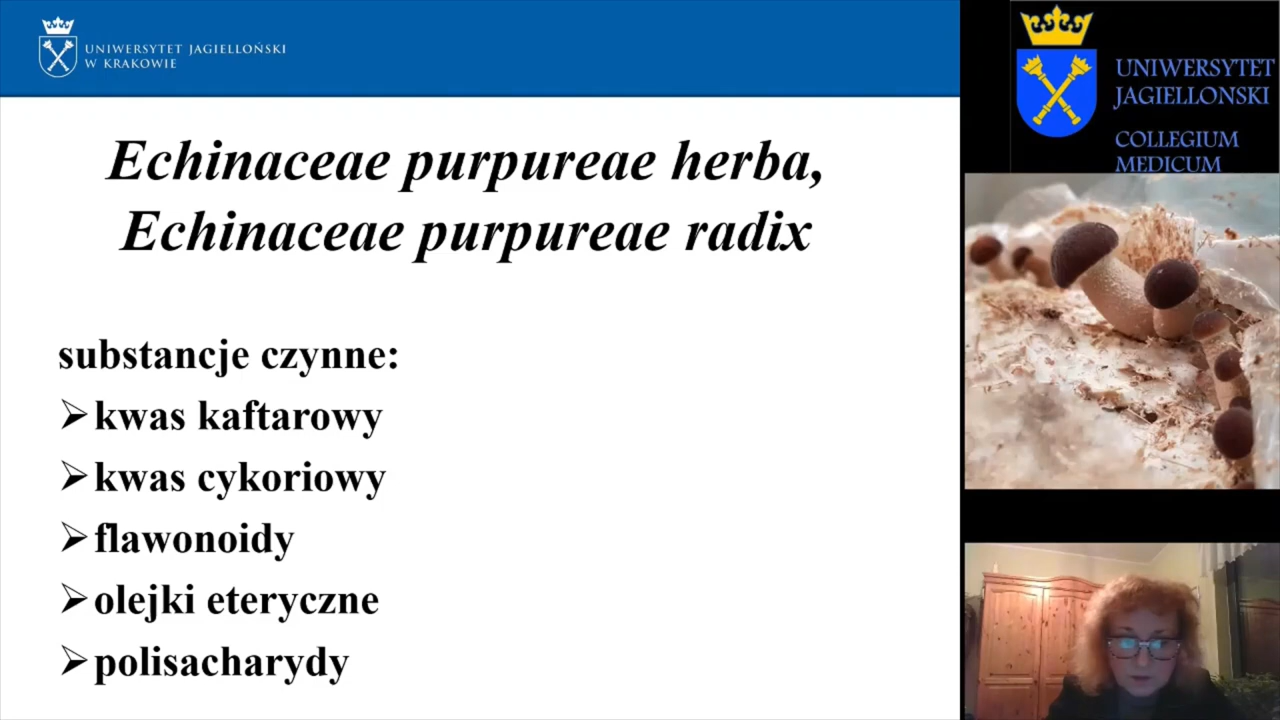 UNIWERSYTET JAGIELLOŃSKI
W KRAKOWIE
Echinaceae purpureae herba,
Echinaceae purpureae radix
substancje czynne:
kwas kaftarowy
kwas cykoriowy
flawonoidy
olejki eteryczne
polisacharydy
UNIWERSYTET
JAGIELLONSKI
COLLEGIUM
MEDICUM